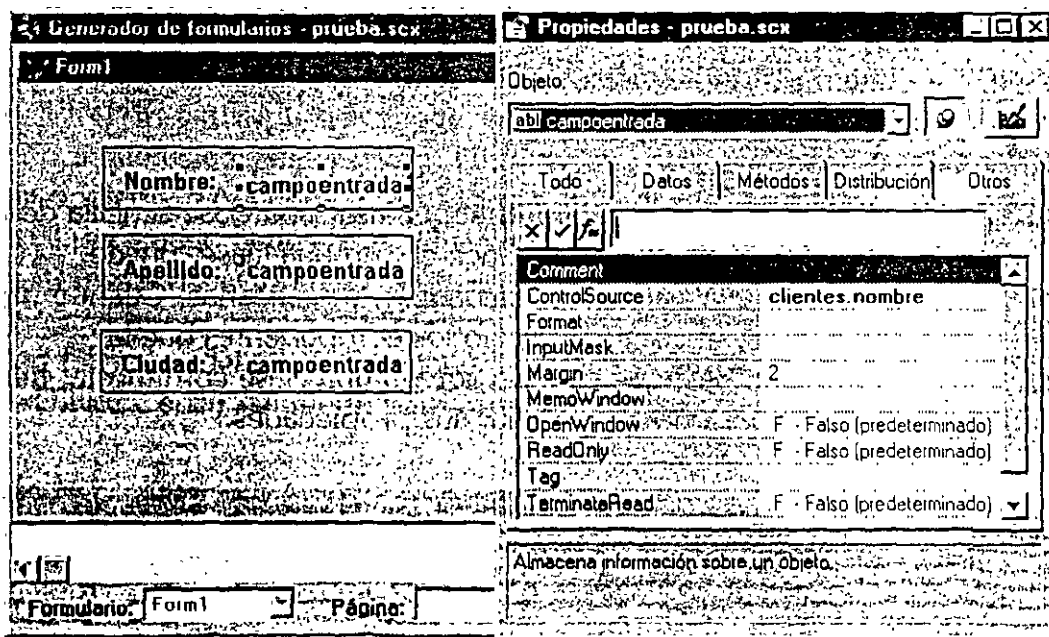 Generador de formularios - prueba.scx
Form1
Nombre: campoentrada
Apellido: campoentrada
Ciudad: campoentrada
Formulario: Form1 Página:
Propiedades - prueba.scx
Objeto
abl campoentrada
Todo Datos Métodos Distribución Otros
Comment
ControlSource clientes.nombre
Format
InputMask
Margin 2
MemoWindow
OpenWindow F - Falso (predeterminado)
ReadOnly F - Falso (predeterminado)
Tag
TerminateRead F - Falso (predeterminado)
Almacena información sobre un objeto.